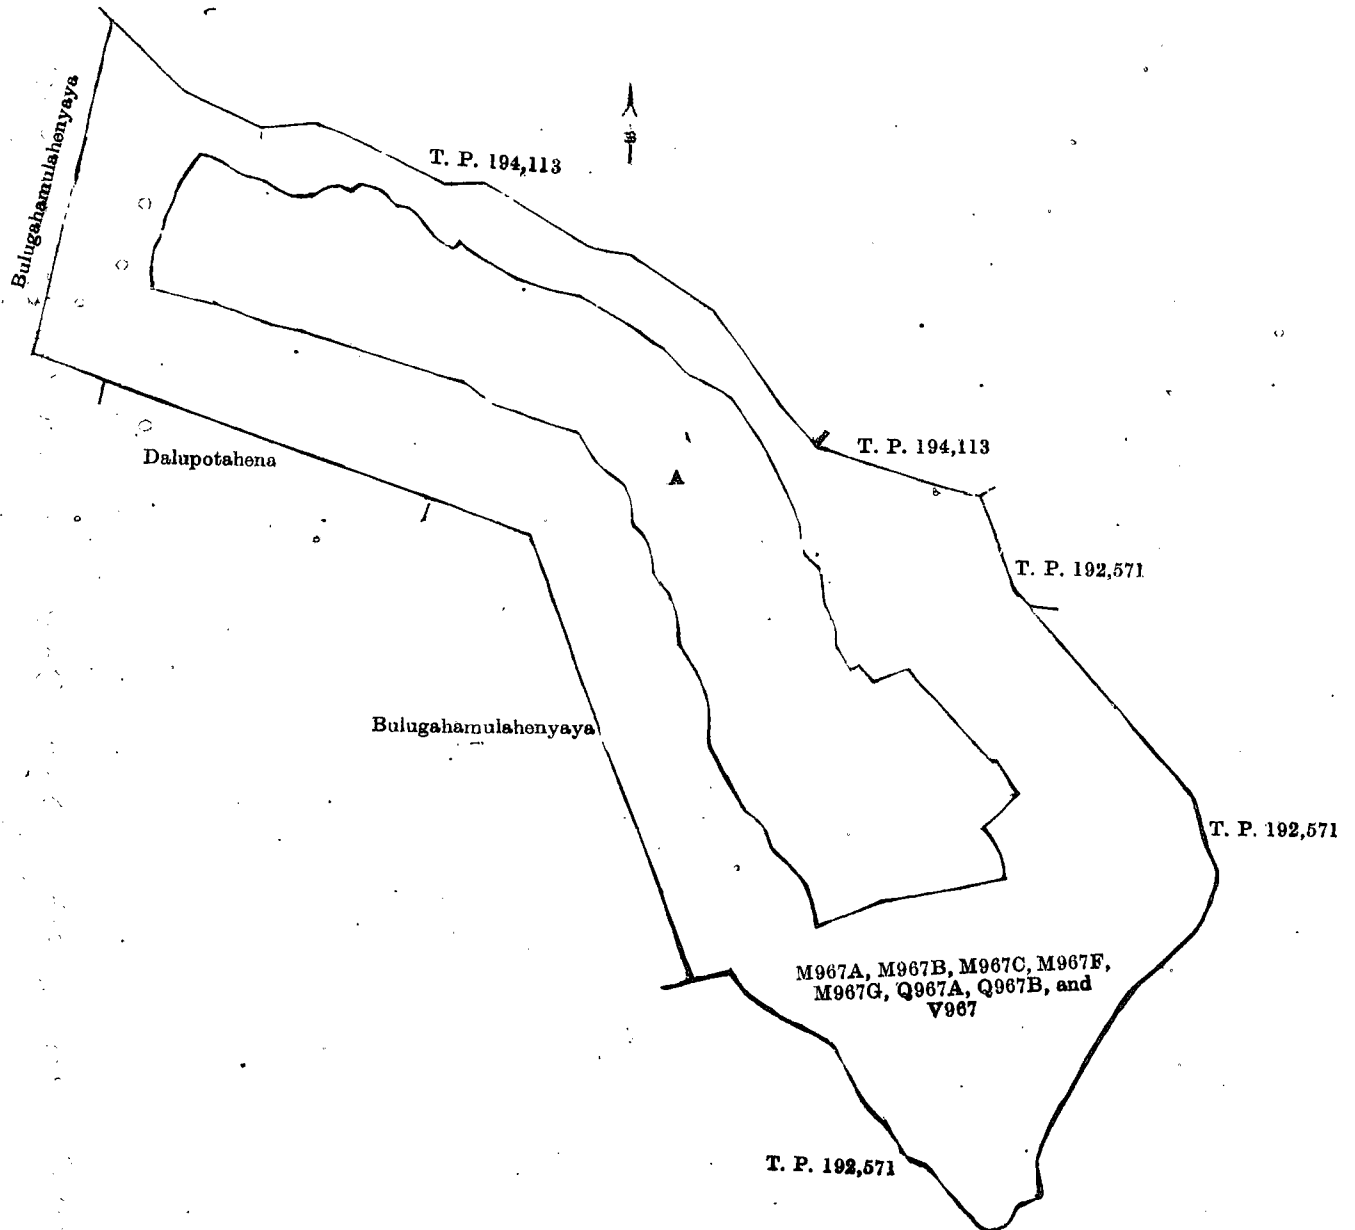 Bulugahamulahenyaya
T. P. 194,113
T. P. 194,113
Dalupotahena
A
T. P. 192,571
Bulugahamulahenyaya
T. P. 192,571
M967A, M967B, M967C, M967F,
M967G, Q967A, Q967B, and
V967
T. P. 192,571